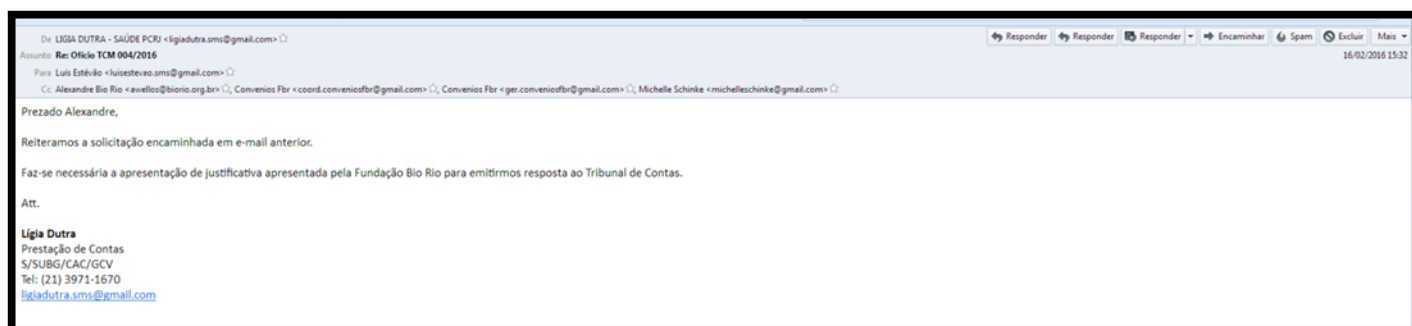 De LIGIA DUTRA - SAÚDE PCRJ <ligiadutra.sms@gmail.com>
Responder Responder Responder Encaminhar Spam Excluir Mais
Assunto Re: Ofício TCM 004/2016
16/02/2016 15:32
Para Luís Estévão <luisestevao.sms@gmail.com>
Cc Alexandre Bio Rio <awellos@biorio.org.br>, Convenios Fbr <coord.conveniosfbr@gmail.com>, Convenios Fbr <ger.conveniosfbr@gmail.com>, Michelle Schinke <michelleschinke@gmail.com>
Prezado Alexandre,
Reiteramos a solicitação encaminhada em e-mail anterior.
Faz-se necessária a apresentação de justificativa apresentada pela Fundação Bio Rio para emitirmos resposta ao Tribunal de Contas.
Att.
Lígia Dutra
Prestação de Contas
S/SUBG/CAC/GCV
Tel: (21) 3971-1670
ligiadutra.sms@gmail.com